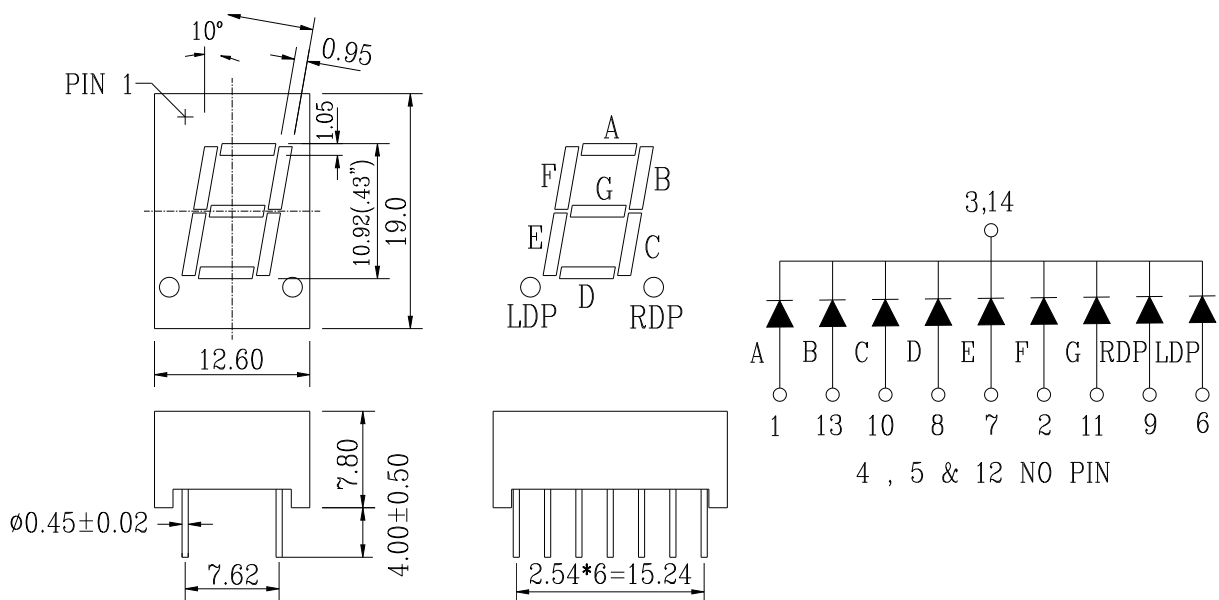 10°
0.95
PIN 1
1.05
10.92(.43")
19.0
12.60
A
F
B
G
E
C
D
LDP
RDP
3,14
A
B
C
D
E
F
G
RDP
LDP
1
13
10
8
7
2
11
9
6
4 , 5 & 12 NO PIN
7.80
4.00±0.50
ø0.45±0.02
7.62
2.54*6=15.24